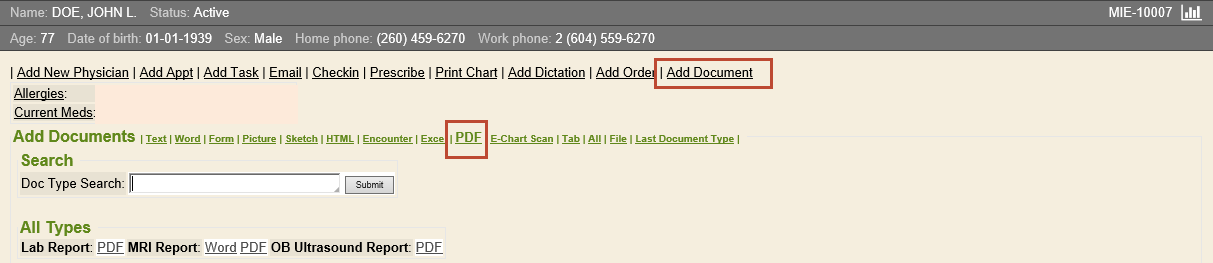 Name: DOE, JOHN L. Status: Active MIE-10007
Age: 77 Date of birth: 01-01-1939 Sex: Male Home phone: (260) 459-6270 Work phone: 2 (604) 559-6270
| Add New Physician | Add Appt | Add Task | Email | Checkin | Prescribe | Print Chart | Add Dictation | Add Order | Add Document
Allergies:
Current Meds:
Add Documents | Text | Word | Form | Picture | Sketch | HTML | Encounter | Excel | PDF | E-Chart Scan | Tab | All | File | Last Document Type |
Search
Doc Type Search: Submit
All Types
Lab Report: PDF MRI Report: Word PDF OB Ultrasound Report: PDF